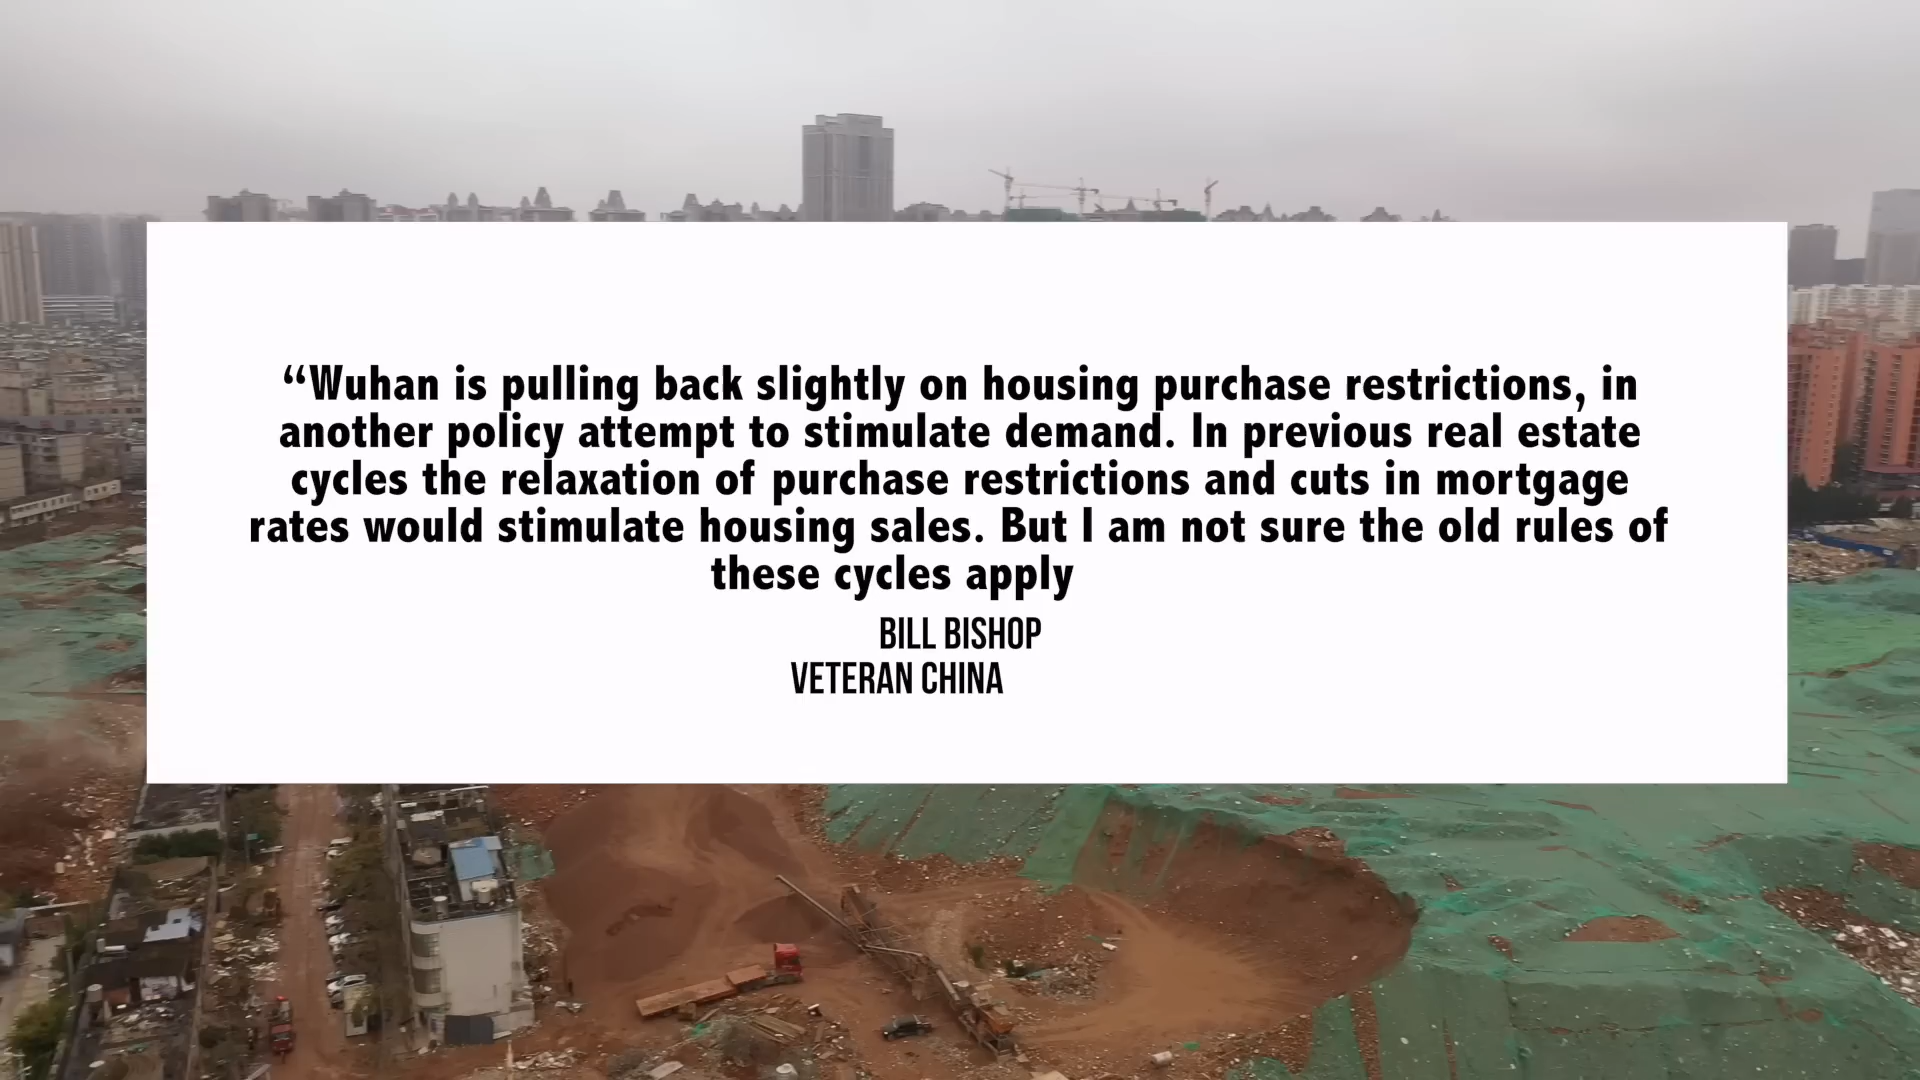 “Wuhan is pulling back slightly on housing purchase restrictions, in
another policy attempt to stimulate demand. In previous real estate
cycles the relaxation of purchase restrictions and cuts in mortgage
rates would stimulate housing sales. But I am not sure the old rules of
these cycles apply
BILL BISHOP
VETERAN CHINA